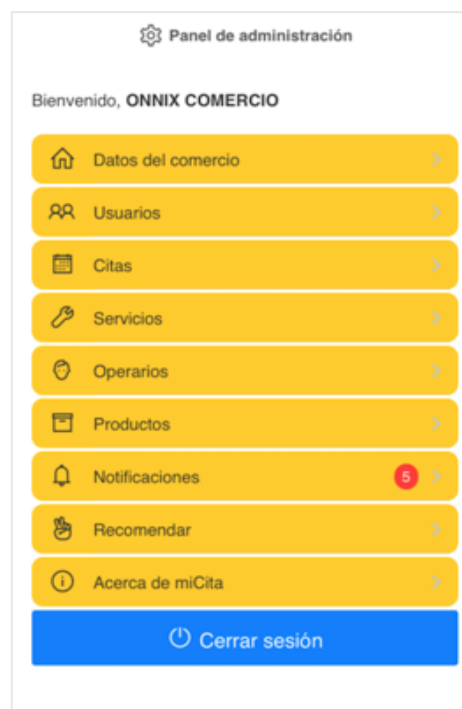 Panel de administración
Bienvenido, ONNIX COMERCIO
Datos del comercio
Usuarios
Citas
Servicios
Operarios
Productos
Notificaciones 5
Recomendar
Acerca de miCita
Cerrar sesión